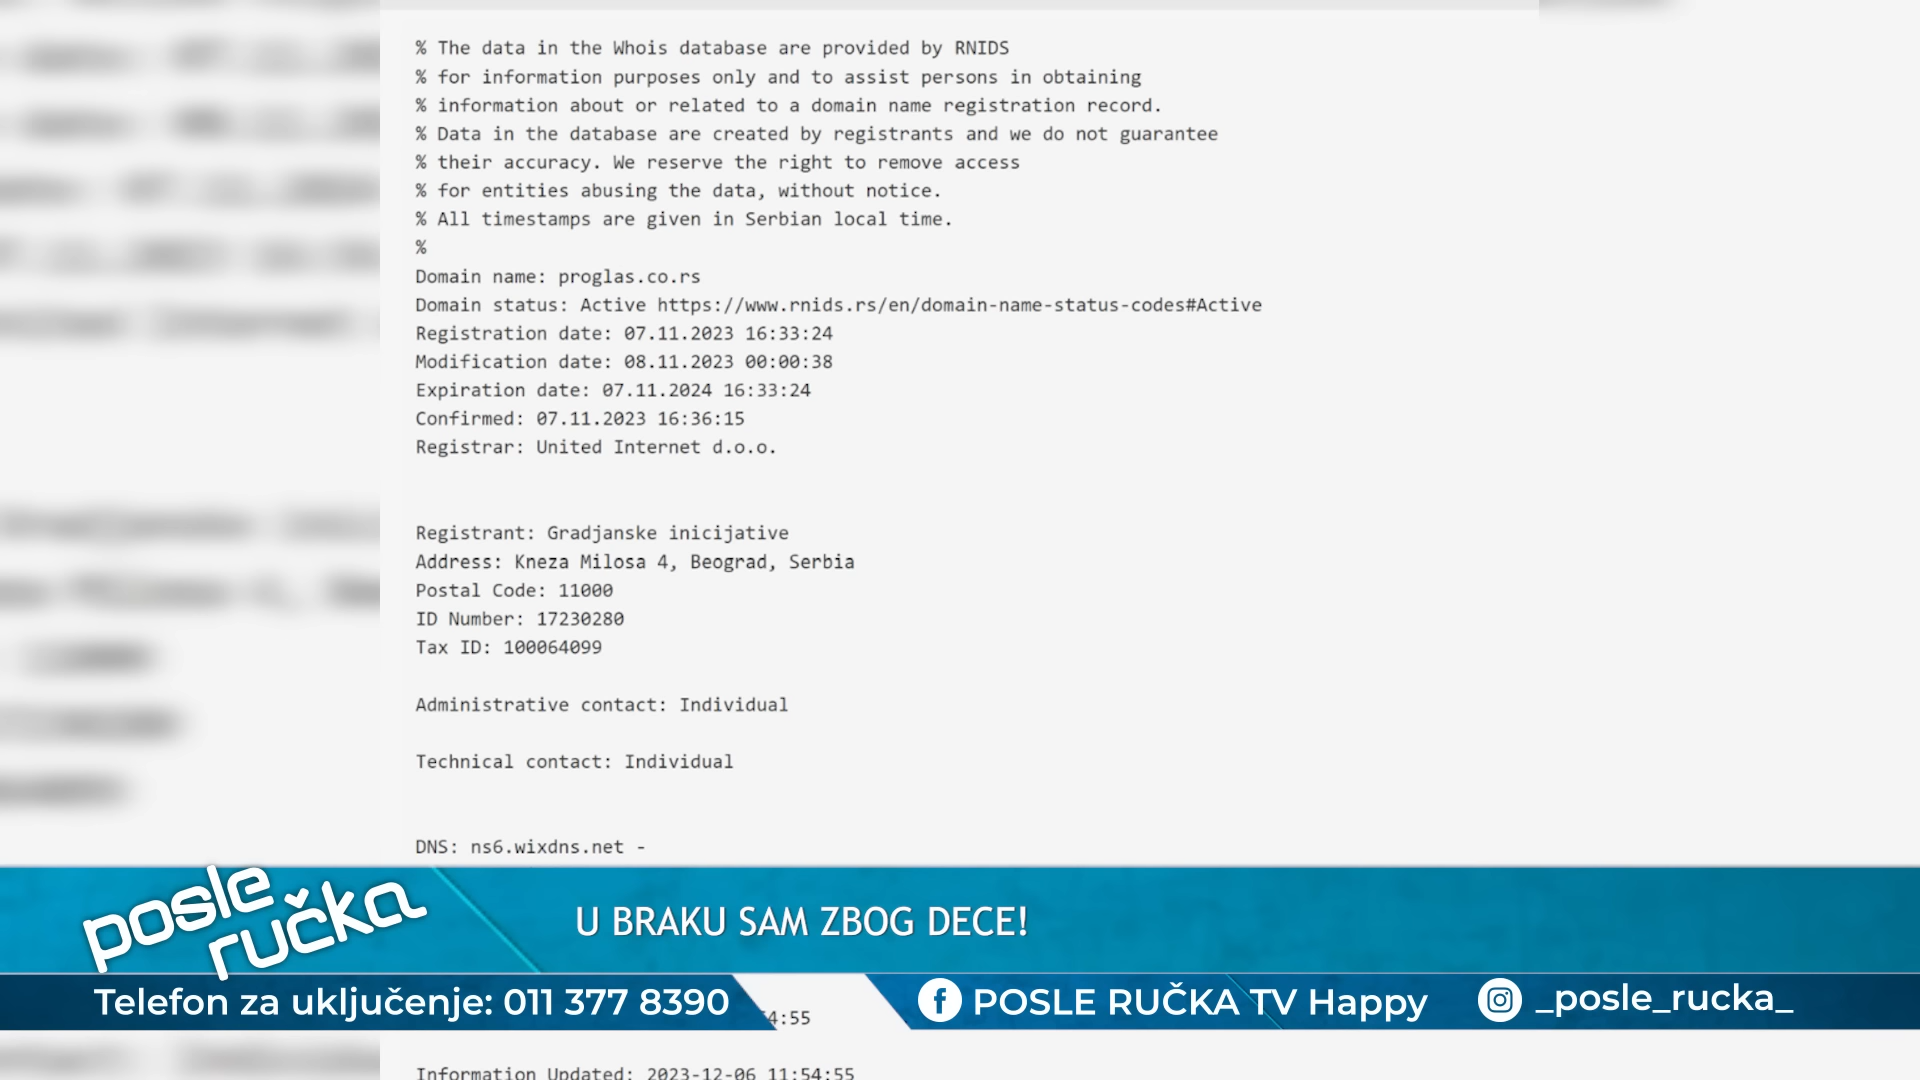 % The data in the Whois database are provided by RNIDS
% for information purposes only and to assist persons in obtaining
% information about or related to a domain name registration record.
% Data in the database are created by registrants and we do not guarantee
% their accuracy. We reserve the right to remove access
% for entities abusing the data, without notice.
% All timestamps are given in Serbian local time.
%
Domain name: proglas.co.rs
Domain status: Active https://www.rnids.rs/en/domain-name-status-codes#Active
Registration date: 07.11.2023 16:33:24
Modification date: 08.11.2023 00:00:38
Expiration date: 07.11.2024 16:33:24
Confirmed: 07.11.2023 16:36:15
Registrar: United Internet d.o.o.
Registrant: Gradjanske inicijative
Address: Kneza Milosa 4, Beograd, Serbia
Postal Code: 11000
ID Number: 17230280
Tax ID: 100064099
Administrative contact: Individual
Technical contact: Individual
DNS: ns6.wixdns.net -
posle
ručka
U BRAKU SAM ZBOG DECE!
Telefon za uključenje: 011 377 8390
4:55
POSLE RUČKA TV Happy
_posle_rucka_
Information Updated: 2023-12-06 11:54:55